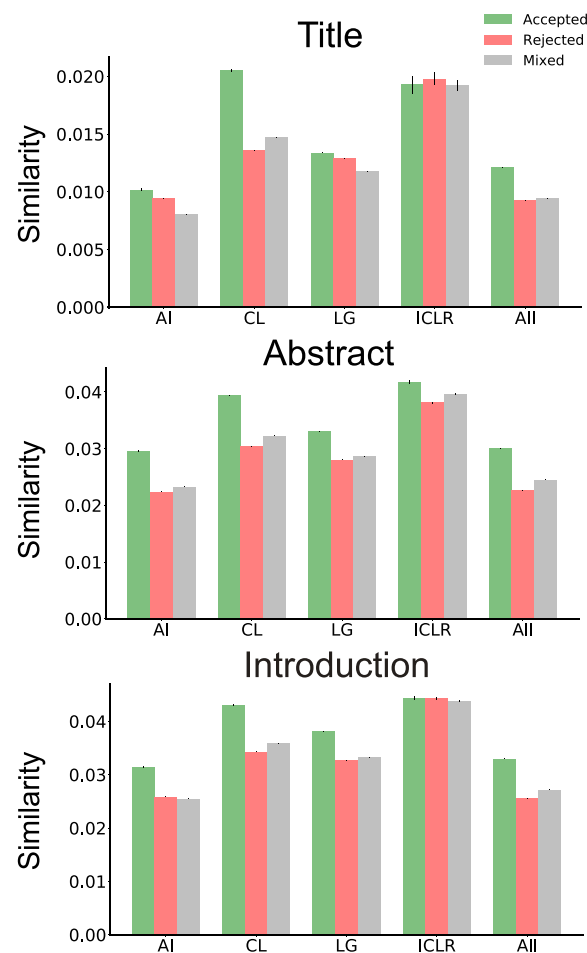 Title
Accepted
Rejected
Mixed
Similarity
0.020
0.015
0.010
0.005
0.000
AI
CL
LG
ICLR
All
Abstract
Similarity
0.04
0.03
0.02
0.01
0.00
AI
CL
LG
ICLR
All
Introduction
Similarity
0.04
0.03
0.02
0.01
0.00
AI
CL
LG
ICLR
All